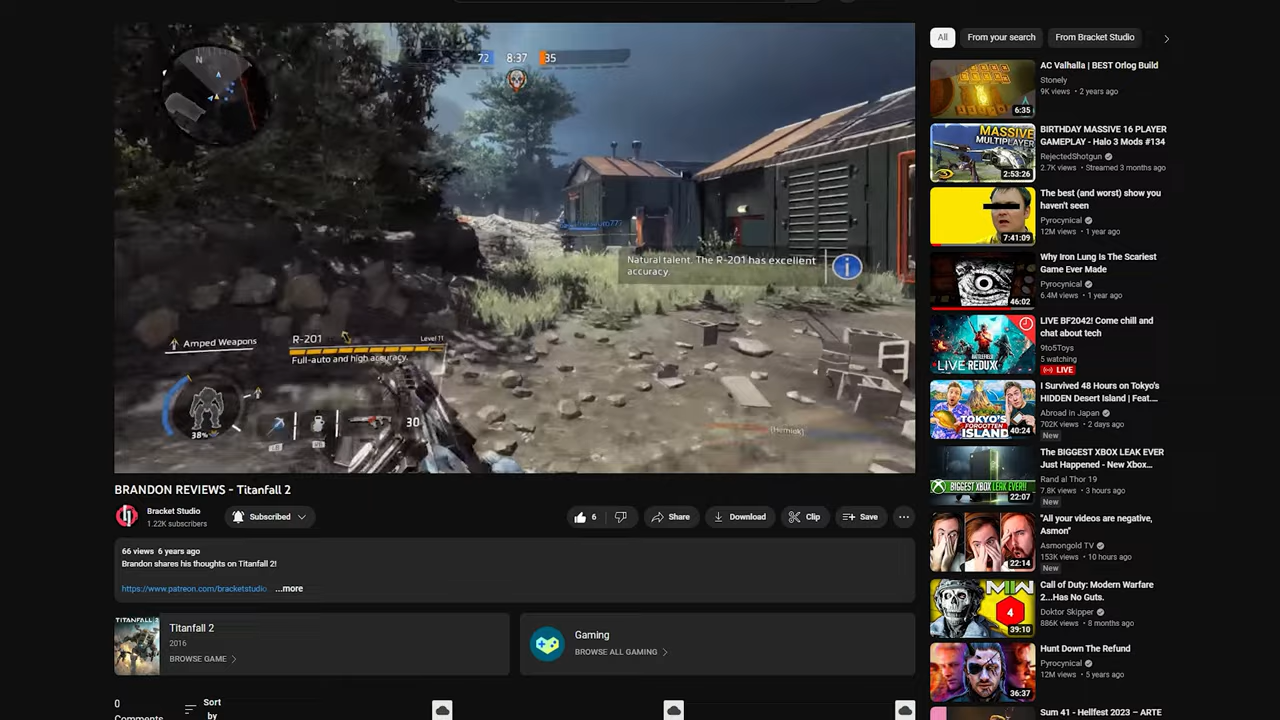 N
72
8:37
35
Natural talent. The R-201 has excellent
accuracy.
Amped Weapons
R-201
Level 11
Full-auto and high accuracy.
38%
30
[Hemlok]
BRANDON REVIEWS - Titanfall 2
Bracket Studio
1.22K subscribers
Subscribed
6
Share
Download
Clip
Save
66 views 6 years ago
Brandon shares his thoughts on Titanfall 2!
https://www.patreon.com/bracketstudio ...more
TITANFALL 2
Titanfall 2
2016
BROWSE GAME
Gaming
BROWSE ALL GAMING
0
Comments
Sort
by
All
From your search
From Bracket Studio
AC Valhalla | BEST Orlog Build
Stonely
9K views • 2 years ago
6:35
MASSIVE
MULTIPLAYER
BIRTHDAY MASSIVE 16 PLAYER
GAMEPLAY - Halo 3 Mods #134
RejectedShotgun
2.7K views • Streamed 3 months ago
2:53:26
The best (and worst) show you
haven't seen
Pyrocynical
12M views • 1 year ago
7:41:09
Why Iron Lung Is The Scariest
Game Ever Made
Pyrocynical
6.4M views • 1 year ago
46:02
BATTLEFIELD
LIVE REDUX
LIVE BF2042! Come chill and
chat about tech
9to5Toys
5 watching
LIVE
TOKYO'S
FORGOTTEN
ISLAND
I Survived 48 Hours on Tokyo's
HIDDEN Desert Island | Feat....
Abroad in Japan
702K views • 2 days ago
New
40:24
BIGGEST XBOX LEAK EVER!
The BIGGEST XBOX LEAK EVER
Just Happened - New Xbox...
Rand al Thor 19
7.8K views • 3 hours ago
New
22:07
"All your videos are negative,
Asmon"
Asmongold TV
153K views • 10 hours ago
New
22:14
4
Call of Duty: Modern Warfare
2...Has No Guts.
Doktor Skipper
886K views • 8 months ago
39:10
Hunt Down The Refund
Pyrocynical
12M views • 5 years ago
36:37
Sum 41 - Hellfest 2023 – ARTE